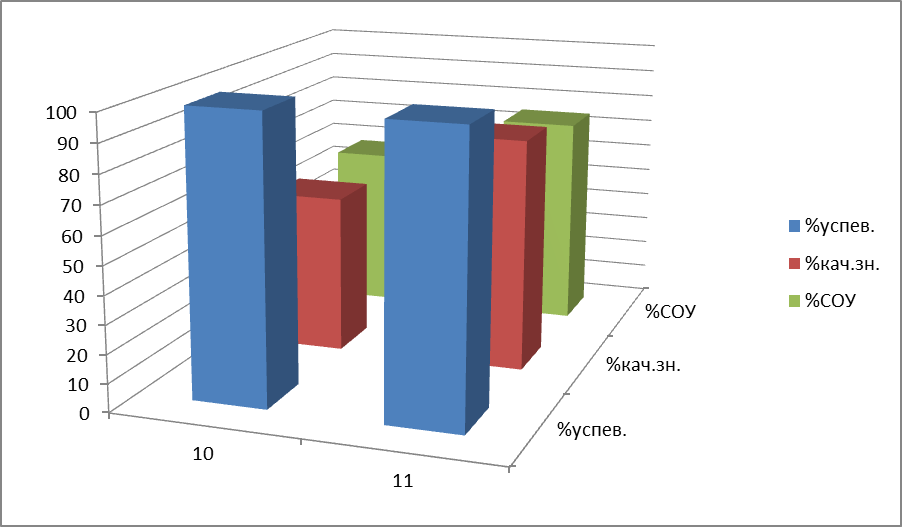 100
90
80
70
60
50
40
30
20
10
0
10
11
%успев.
%кач.зн.
%СОУ
%успев.
%кач.зн.
%СОУ